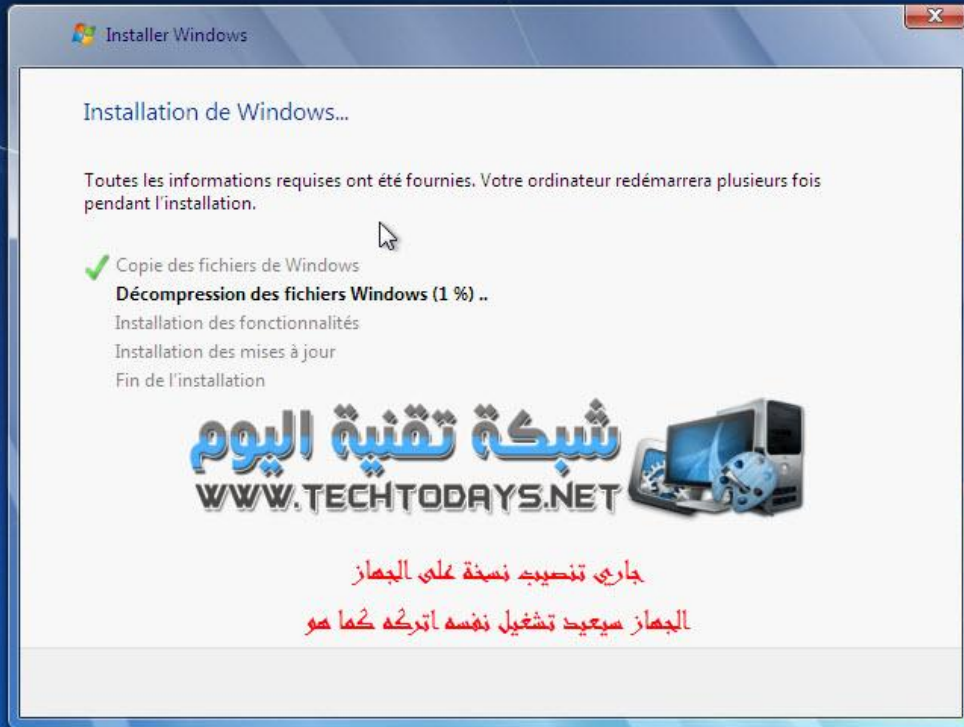 Installer Windows
Installation de Windows...
Toutes les informations requises ont été fournies. Votre ordinateur redémarrera plusieurs fois
pendant l'installation.
Copie des fichiers de Windows
Décompression des fichiers Windows (1 %) ..
Installation des fonctionnalités
Installation des mises à jour
Fin de l'installation
شبكة تقنية اليوم
WWW.TECHTODAYS.NET
جاري تنصيب نسخة على الجهاز
الجهاز سيعيد تشغيل نفسه اتركه كما هو